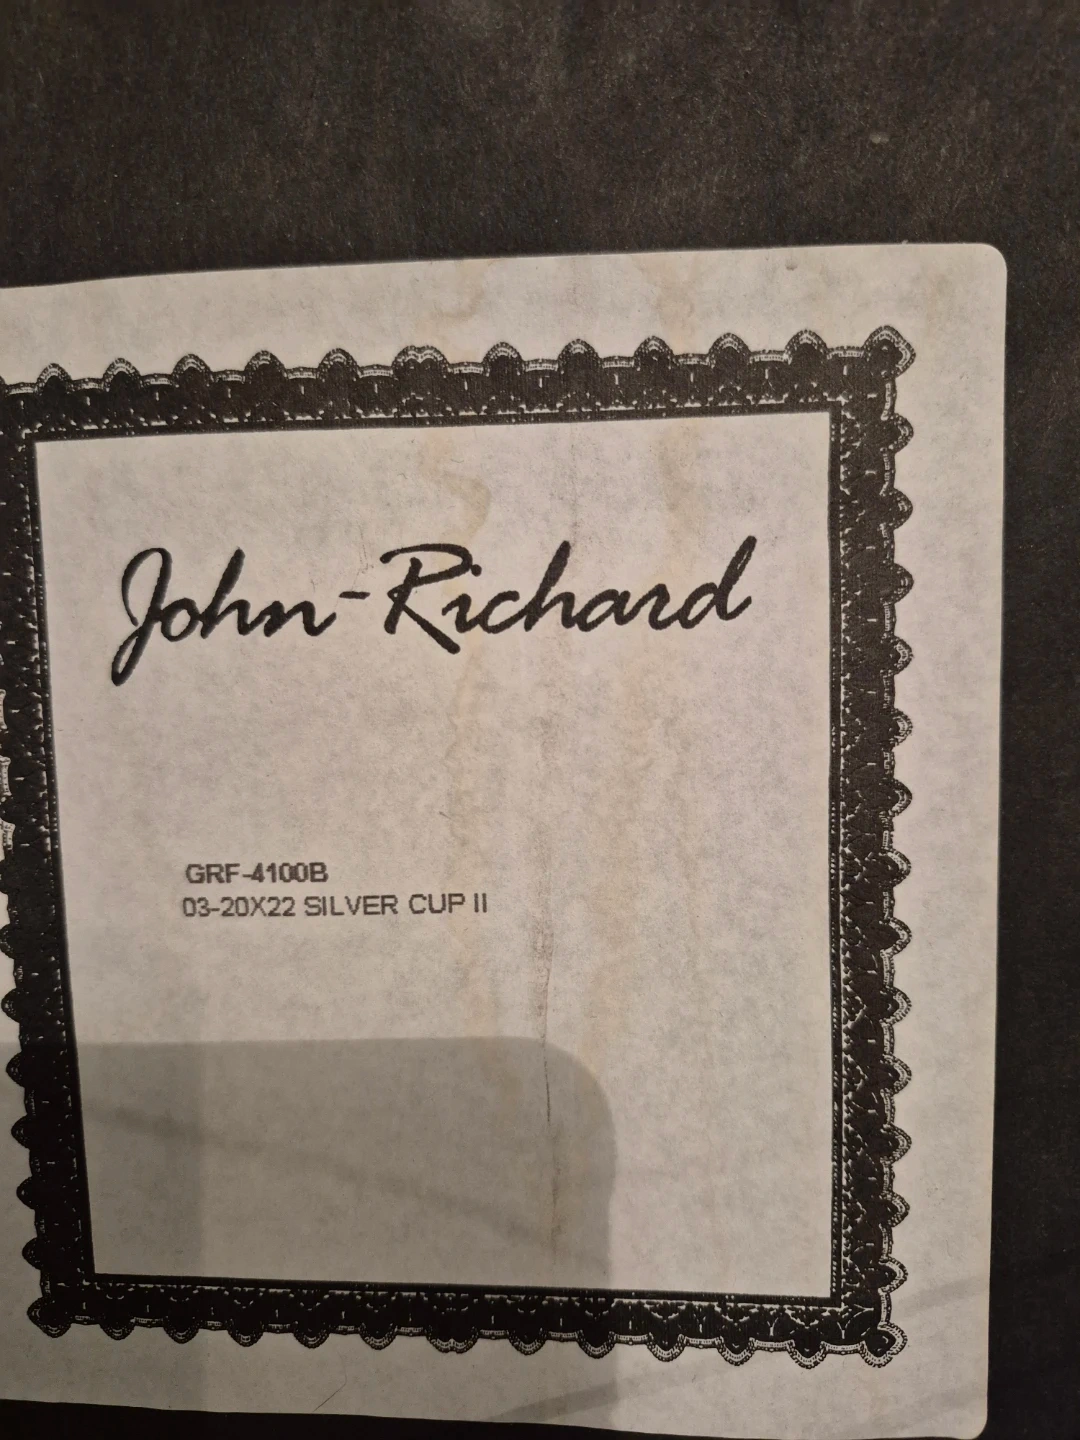 John-Richard
GRF-4100B
03-20X22 SILVER CUP II